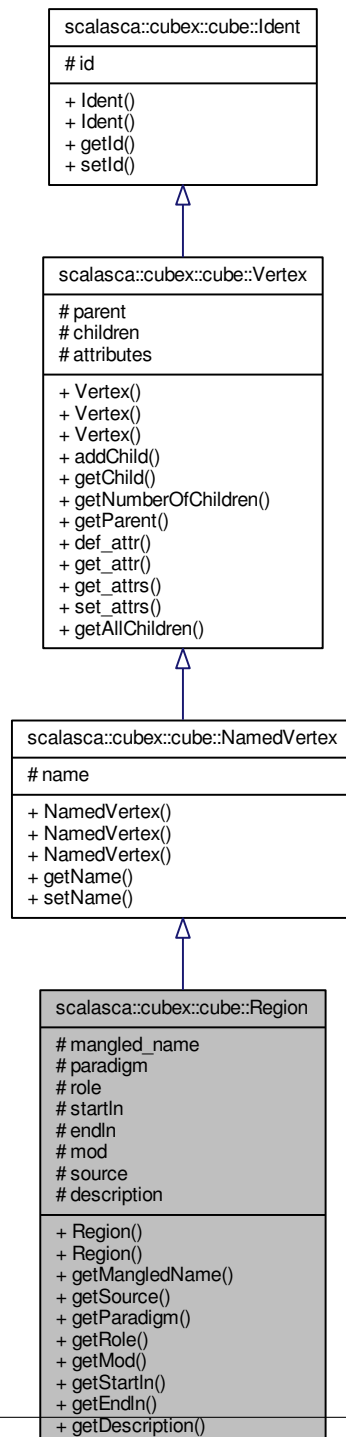 scalasca::cubex::cube::Ident
# id
+ Ident()
+ Ident()
+ getId()
+ setId()
scalasca::cubex::cube::Vertex
# parent
# children
# attributes
+ Vertex()
+ Vertex()
+ Vertex()
+ addChild()
+ getChild()
+ getNumberOfChildren()
+ getParent()
+ def_attr()
+ get_attr()
+ get_attrs()
+ set_attrs()
+ getAllChildren()
scalasca::cubex::cube::NamedVertex
# name
+ NamedVertex()
+ NamedVertex()
+ NamedVertex()
+ getName()
+ setName()
scalasca::cubex::cube::Region
# mangled_name
# paradigm
# role
# startln
# endln
# mod
# source
# description
+ Region()
+ Region()
+ getMangledName()
+ getSource()
+ getParadigm()
+ getRole()
+ getMod()
+ getStartln()
+ getEndln()
+ getDescription()